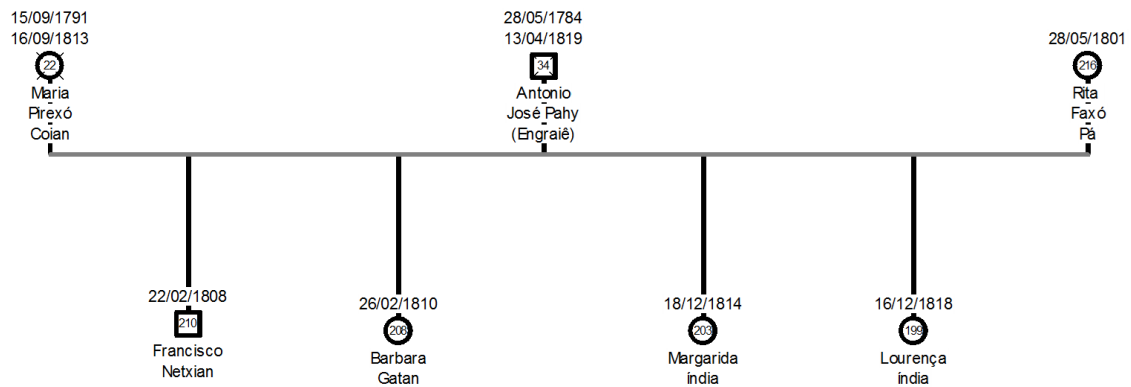 15/09/1791
16/09/1813
22
Maria
Pirexó
Coian
28/05/1784
13/04/1819
34
Antonio
José Pahy
(Engraiê)
28/05/1801
216
Rita
Faxó
Pá
22/02/1808
210
Francisco
Netxian
26/02/1810
208
Barbara
Gatan
18/12/1814
203
Margarida
índia
16/12/1818
199
Lourença
índia